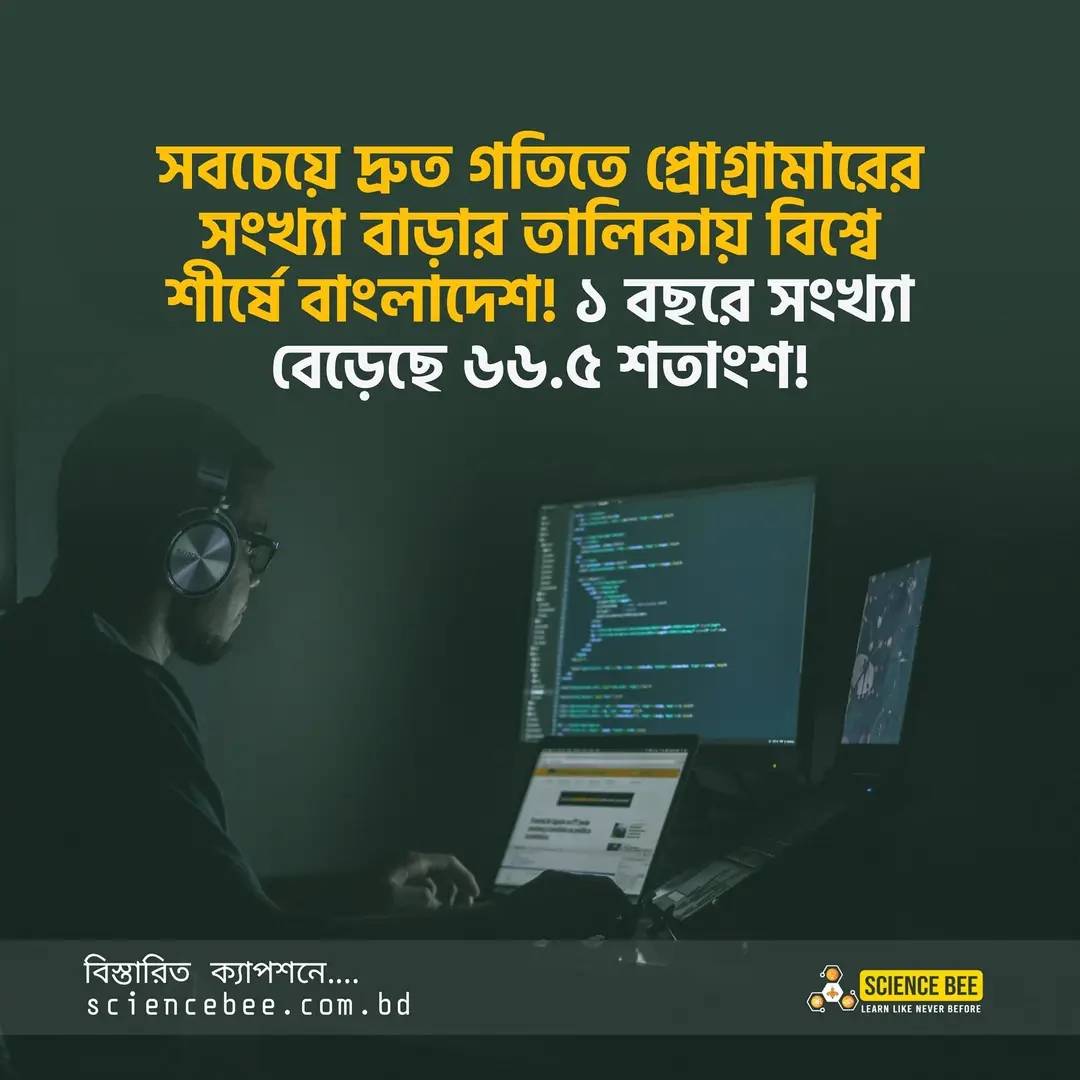 সবচেয়ে দ্রুত গতিতে প্রোগ্রামারের
সংখ্যা বাড়ার তালিকায় বিশ্বে
শীর্ষে বাংলাদেশ! ১ বছরে সংখ্যা
বেড়েছে ৬৬.৫ শতাংশ!
বিস্তারিত ক্যাপশনে....
sciencebee.com.bd
SCIENCE BEE
LEARN LIKE NEVER BEFORE